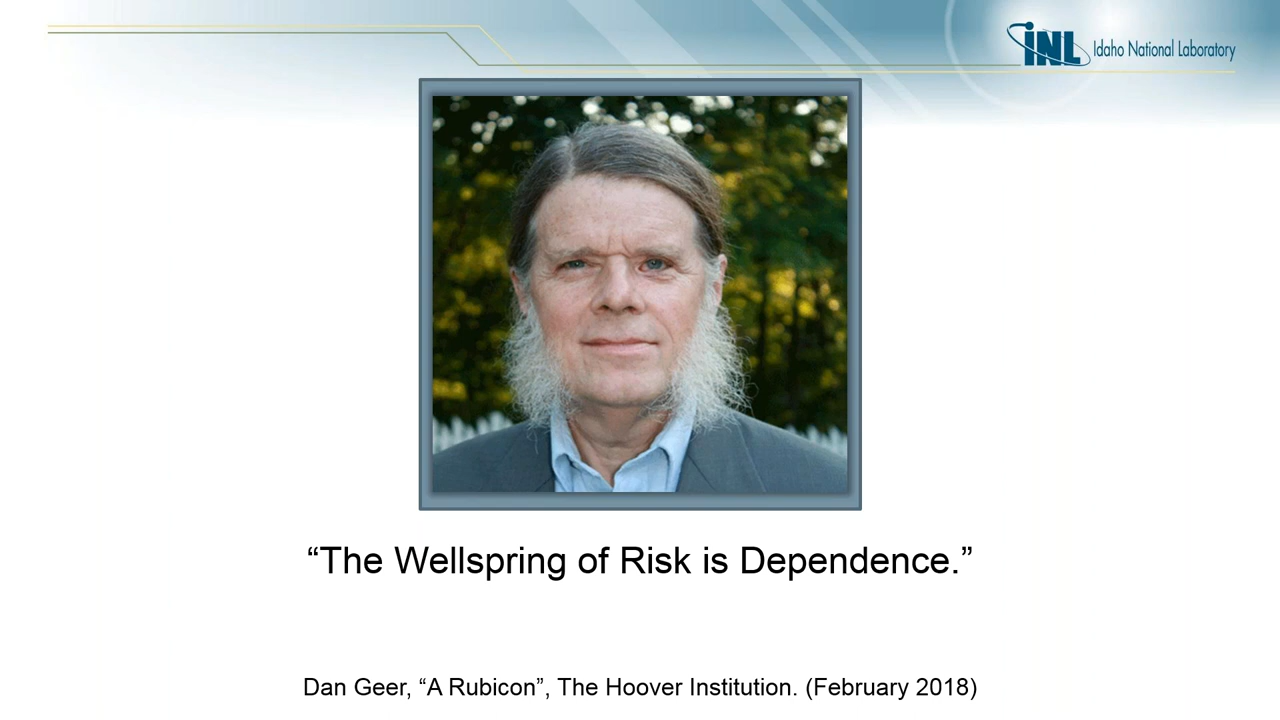 INL Idaho National Laboratory
“The Wellspring of Risk is Dependence.”
Dan Geer, “A Rubicon”, The Hoover Institution. (February 2018)